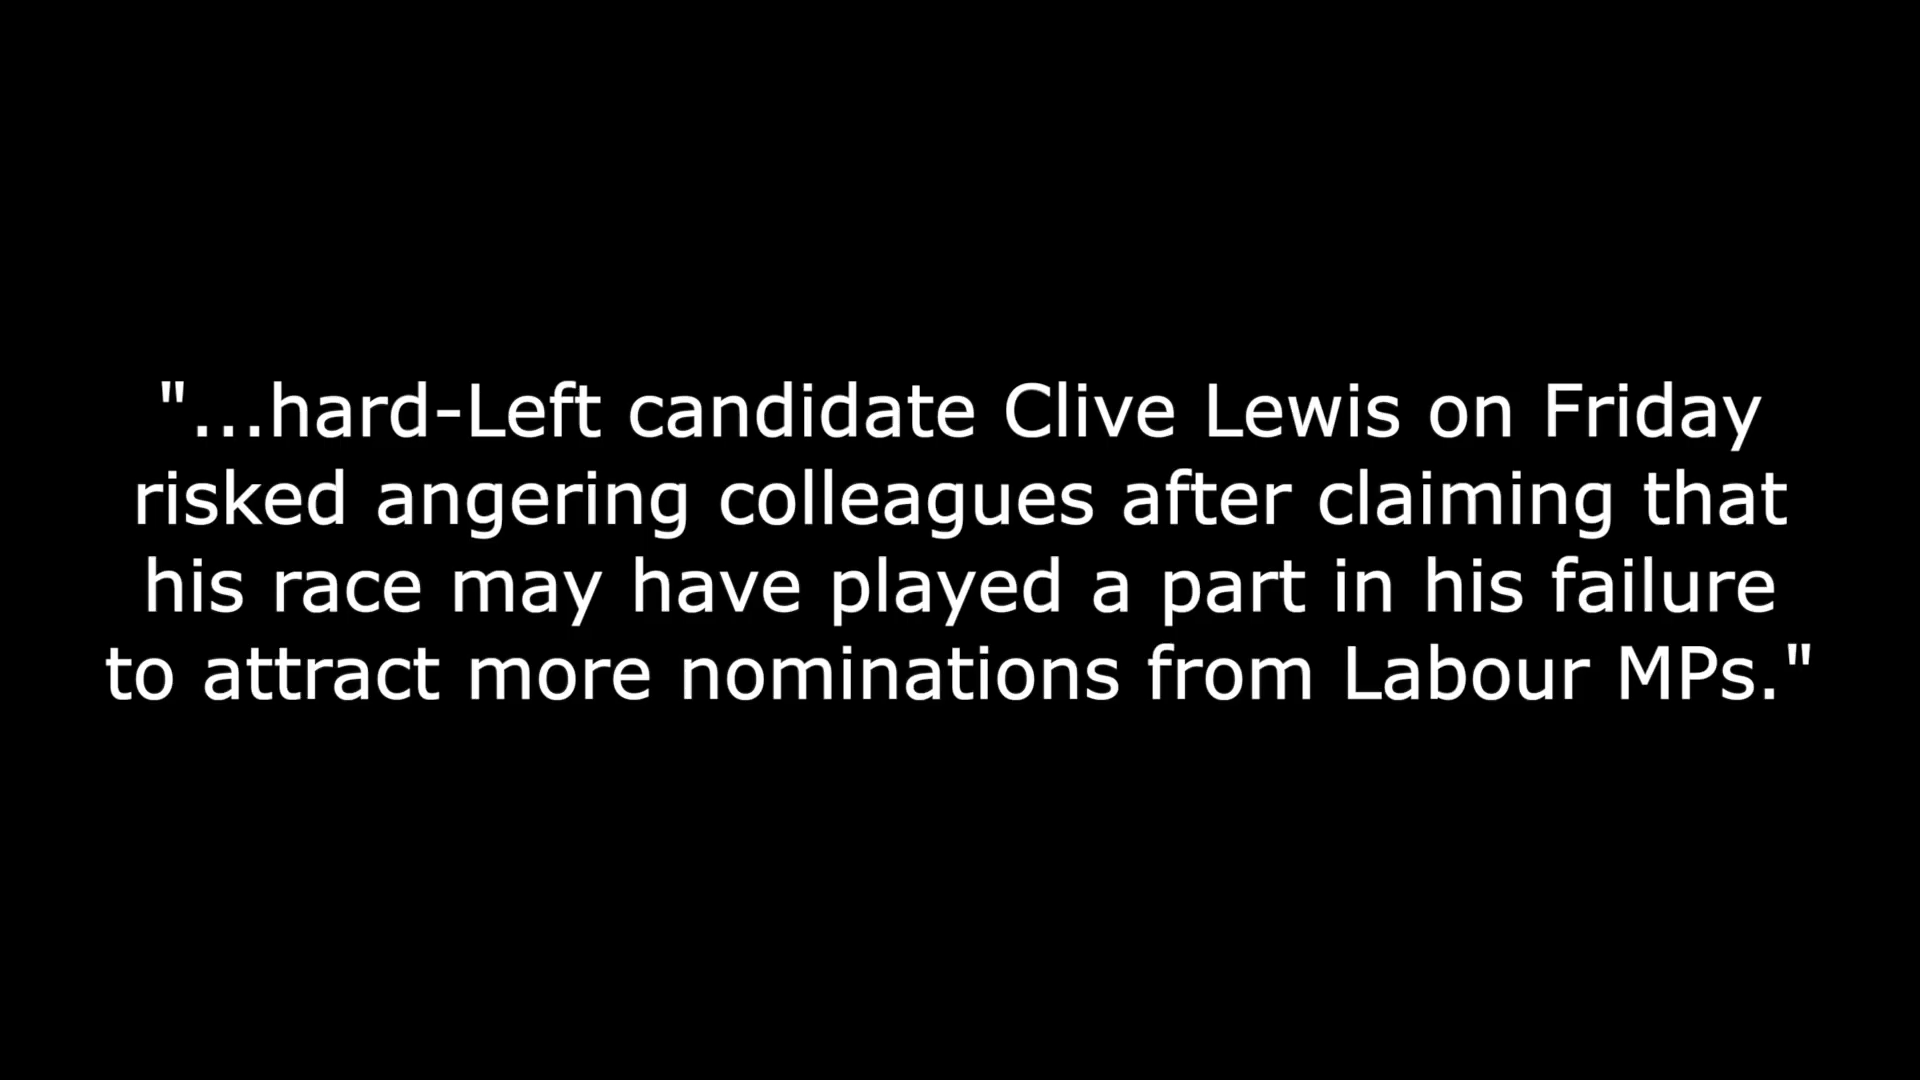 "...hard-Left candidate Clive Lewis on Friday
risked angering colleagues after claiming that
his race may have played a part in his failure
to attract more nominations from Labour MPs."